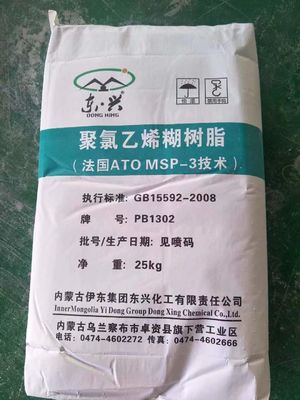 东兴
DONG XING
聚氯乙烯糊树脂
(法国ATO MSP-3技术)
执行标准: GB15592-2008
牌 号: PB1302
批号/生产日期: 见喷码
净 重: 25kg
内蒙古伊东集团东兴化工有限责任公司
InnerMongolia Yi Dong Group Dong Xing Chemical Co.,Ltd.
内蒙古乌兰察布市卓资县旗下营工业区
电话: 0474-4602272 传真: 0474-4602666